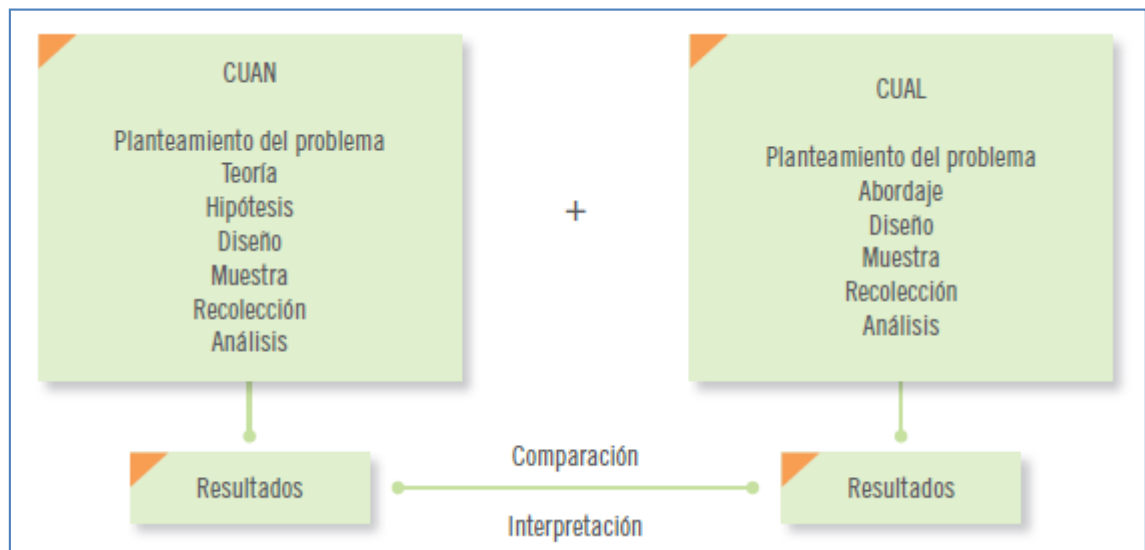 CUAN
Planteamiento del problema
Teoría
Hipótesis
Diseño
Muestra
Recolección
Análisis
+
CUAL
Planteamiento del problema
Abordaje
Diseño
Muestra
Recolección
Análisis
Resultados
Comparación
Interpretación
Resultados